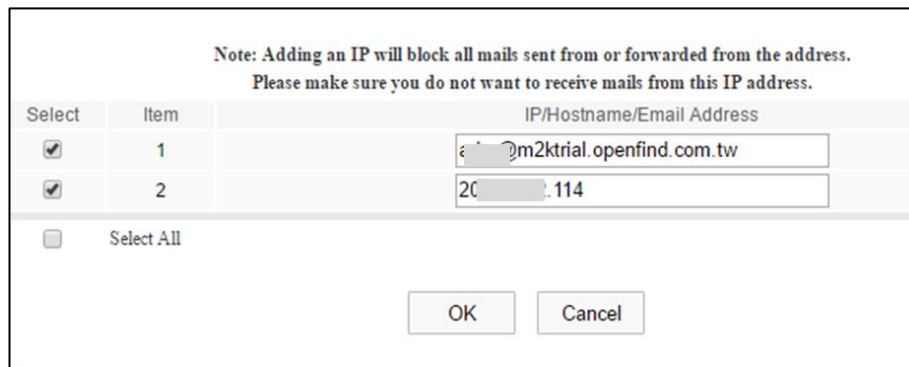 Note: Adding an IP will block all mails sent from or forwarded from the address.
Please make sure you do not want to receive mails from this IP address.
Select Item IP/Hostname/Email Address
1 @m2ktrial.openfind.com.tw
2 20 .114
Select All
OK Cancel